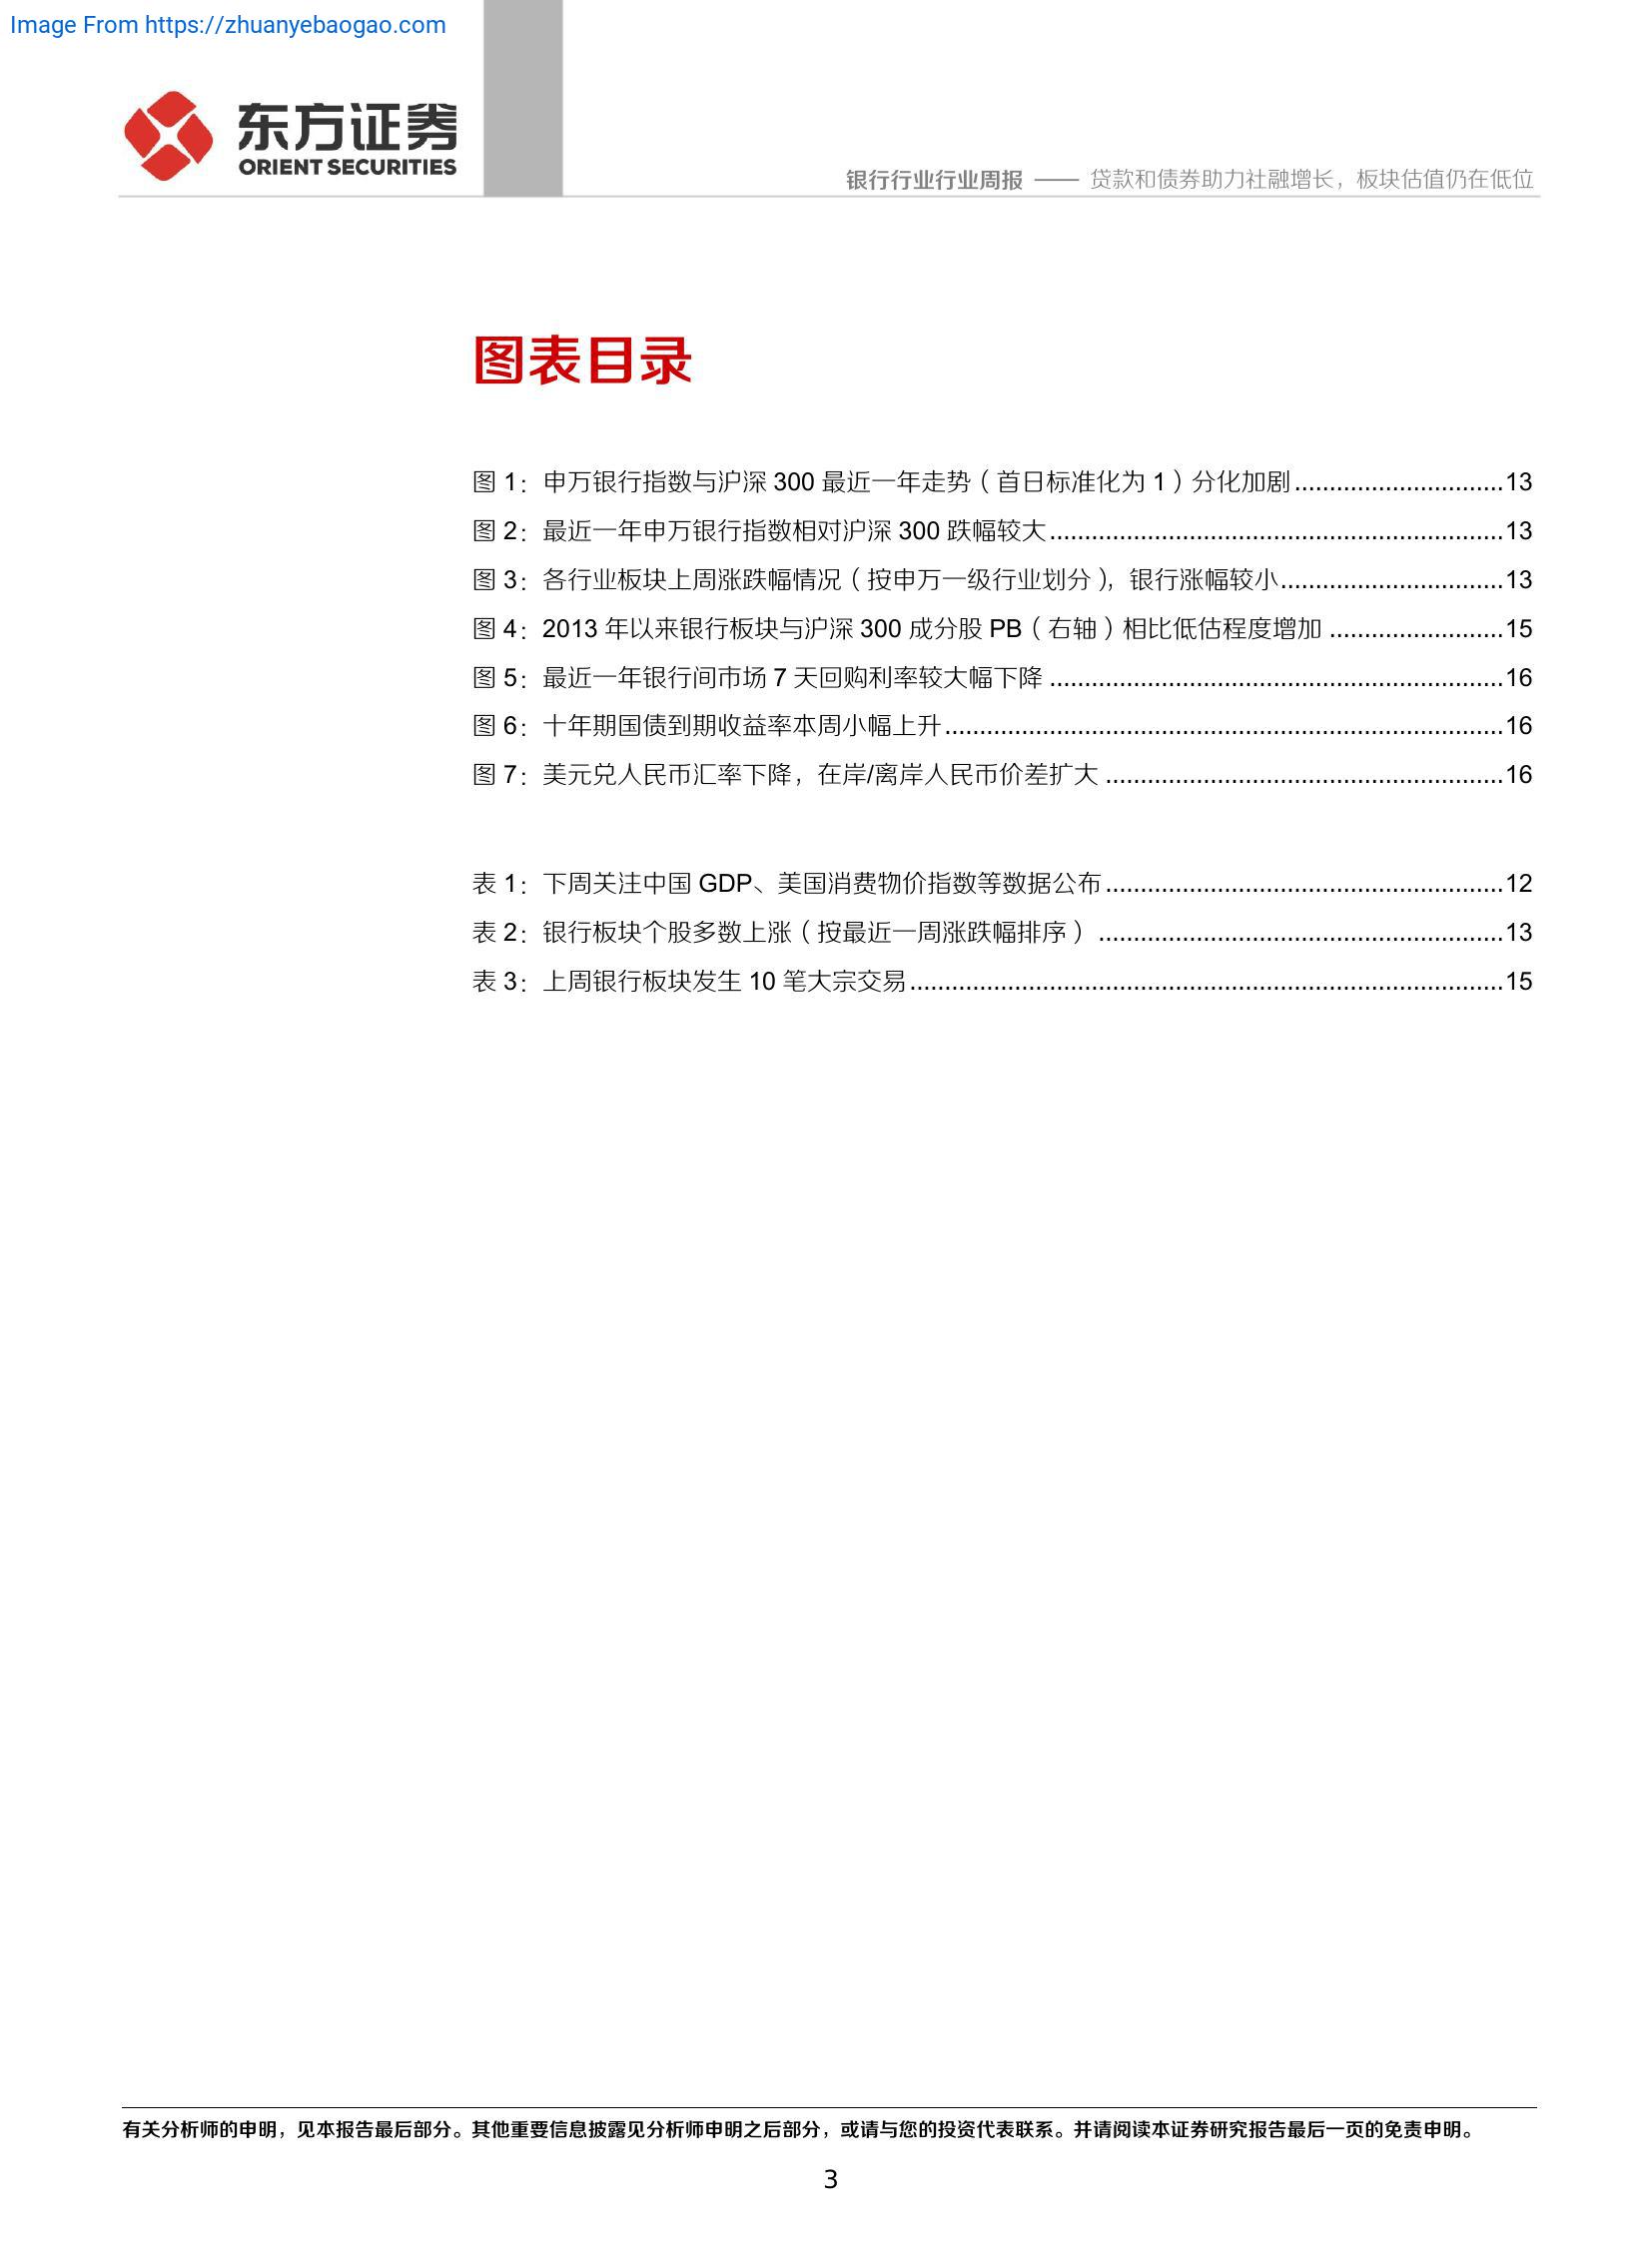 Image From https://zhuanyebaogao.com
东方证券
ORIENT SECURITIES
银行行业行业周报 —— 贷款和债券助力社融增长，板块估值仍在低位
图表目录
图 1：申万银行指数与沪深 300 最近一年走势（首日标准化为 1）分化加剧..............................13
图 2：最近一年申万银行指数相对沪深 300 跌幅较大.................................................................13
图 3：各行业板块上周涨跌幅情况（按申万一级行业划分），银行涨幅较小................................13
图 4：2013 年以来银行板块与沪深 300 成分股 PB（右轴）相比低估程度增加 .........................15
图 5：最近一年银行间市场 7 天回购利率较大幅下降 .................................................................16
图 6：十年期国债到期收益率本周小幅上升................................................................................16
图 7：美元兑人民币汇率下降，在岸/离岸人民币价差扩大 .........................................................16
表 1：下周关注中国 GDP、美国消费物价指数等数据公布.........................................................12
表 2：银行板块个股多数上涨（按最近一周涨跌幅排序） ..........................................................13
表 3：上周银行板块发生 10 笔大宗交易.....................................................................................15
有关分析师的申明，见本报告最后部分。其他重要信息披露见分析师申明之后部分，或请与您的投资代表联系。并请阅读本证券研究报告最后一页的免责申明。
3